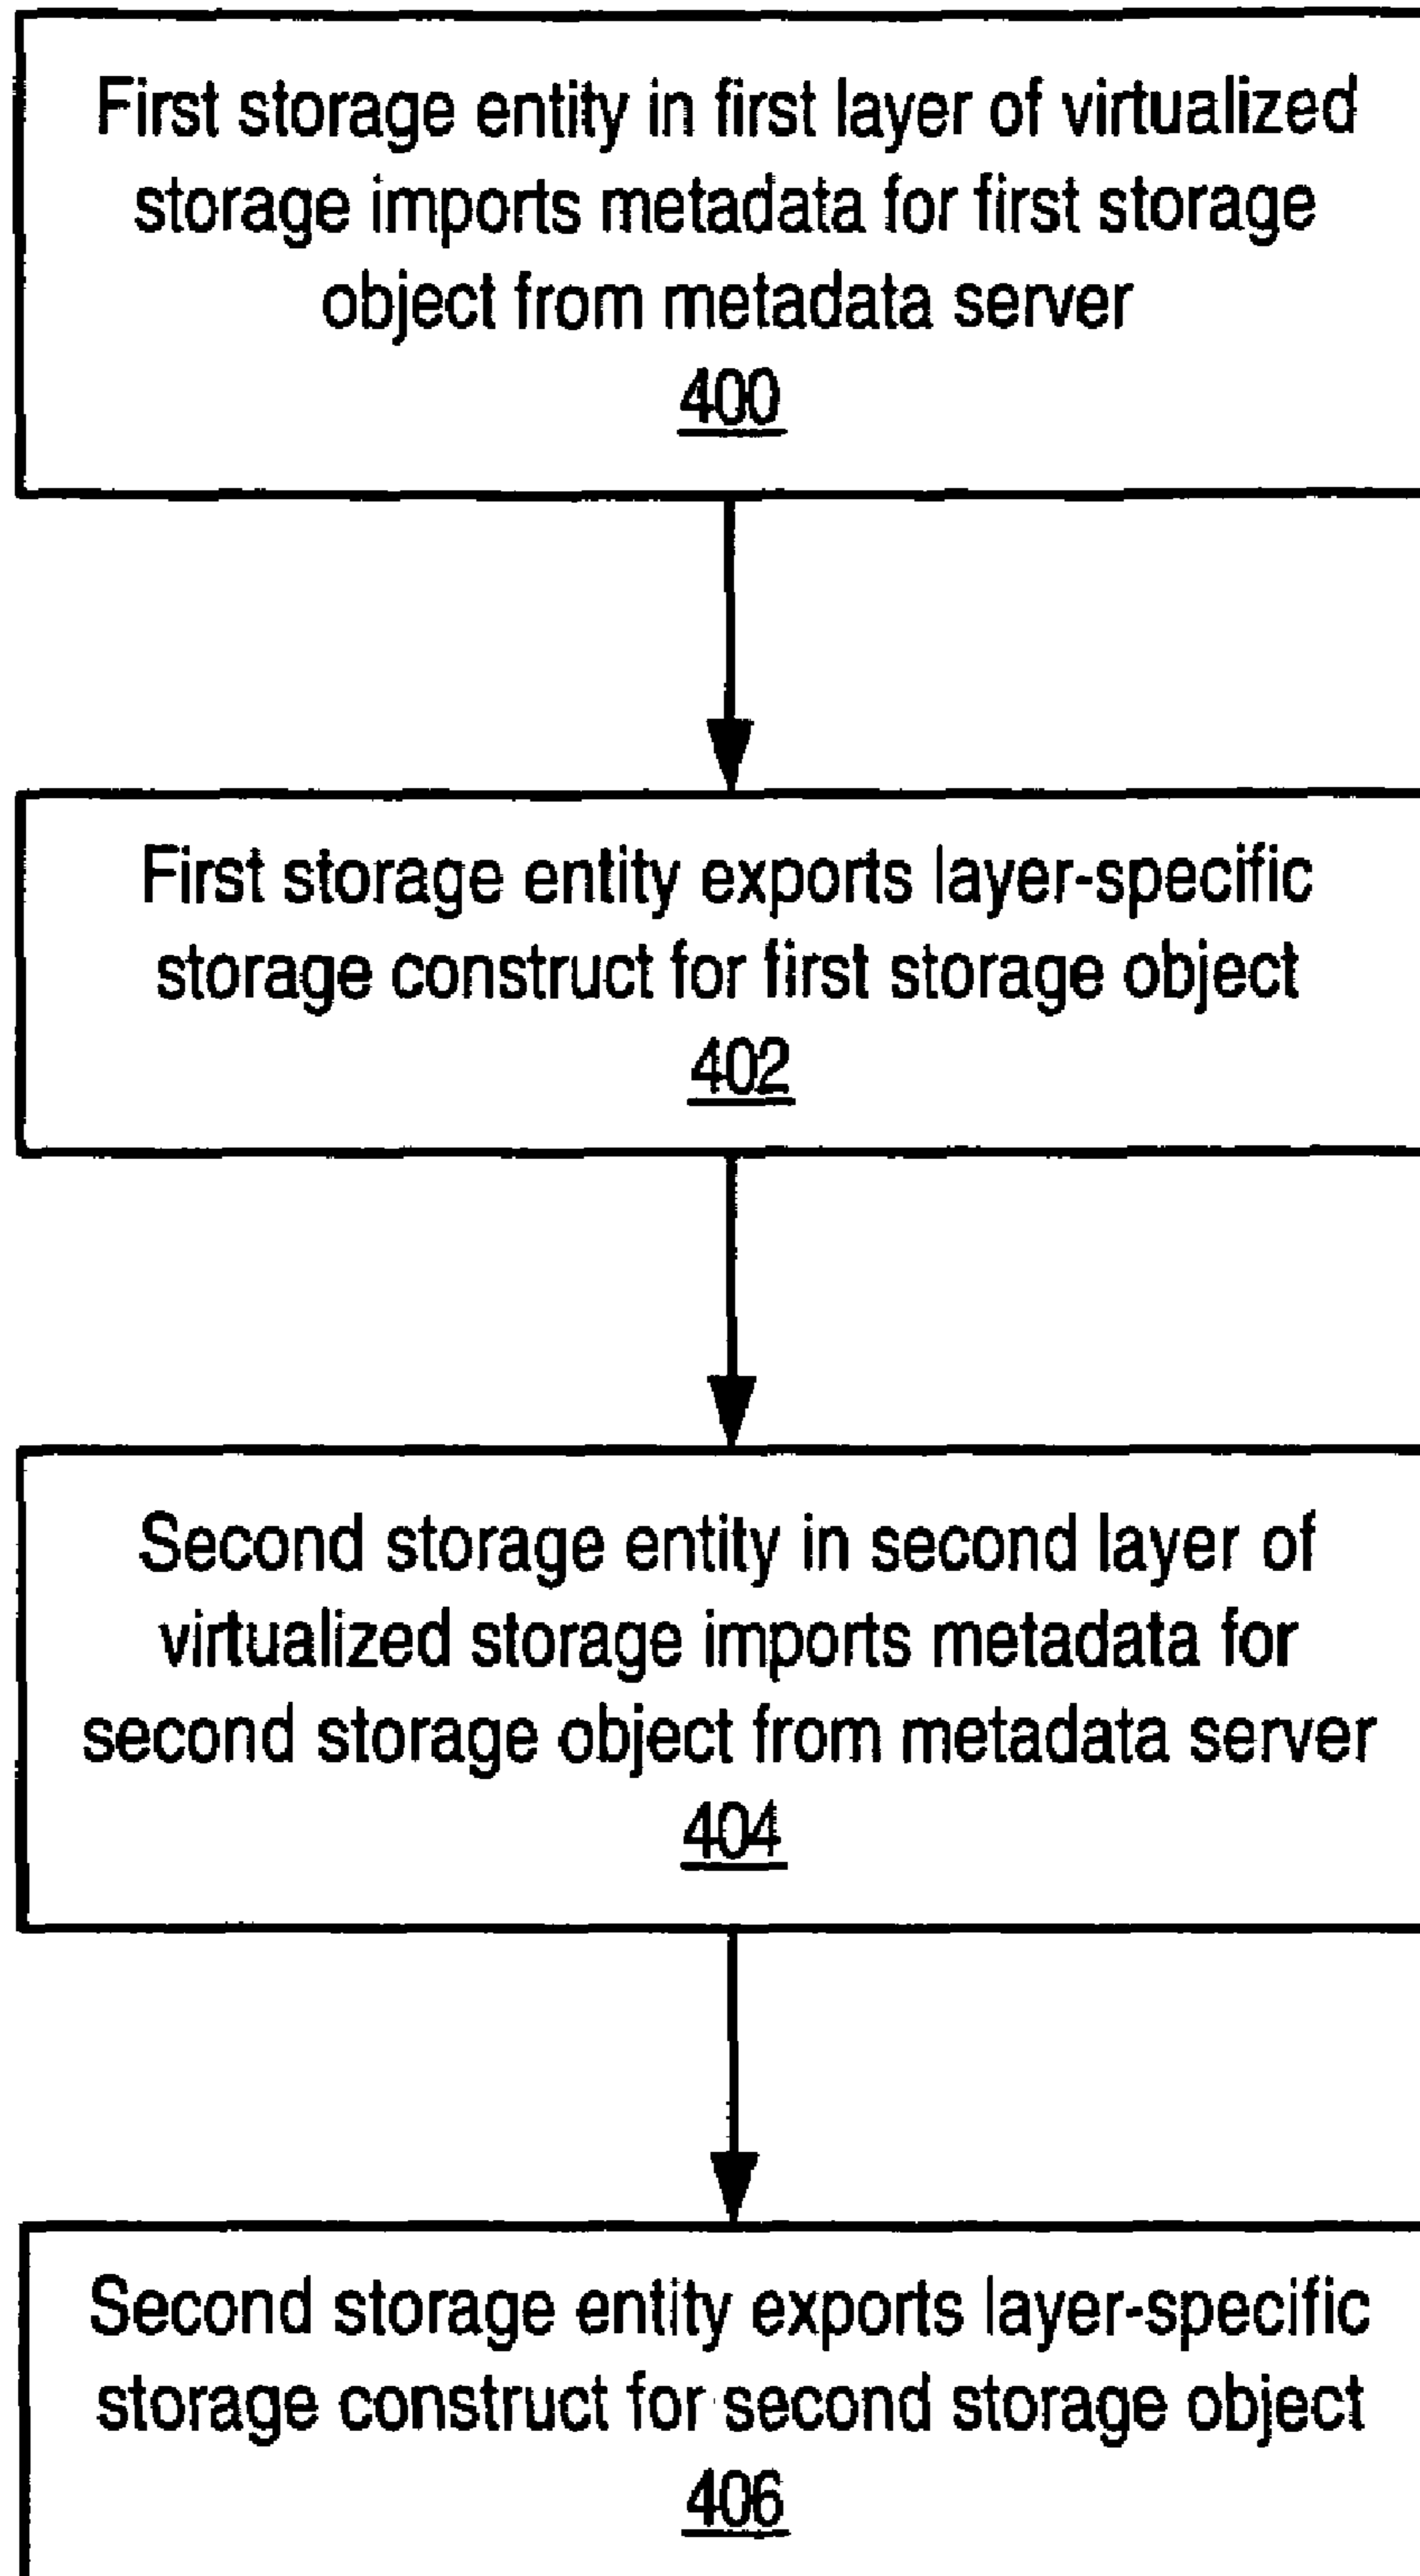 First storage entity in first layer of virtualized
storage imports metadata for first storage
object from metadata server
400
First storage entity exports layer-specific
storage construct for first storage object
402
Second storage entity in second layer of
virtualized storage imports metadata for
second storage object from metadata server
404
Second storage entity exports layer-specific
storage construct for second storage object
406